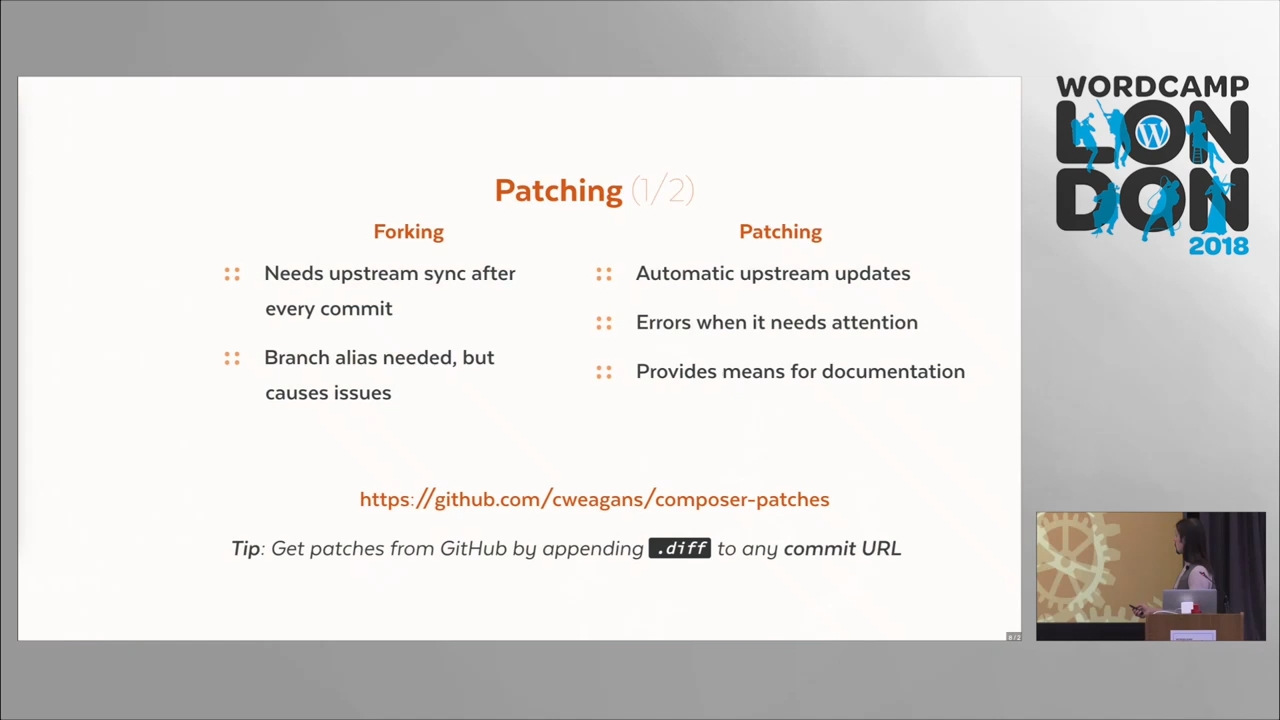 WORDCAMP
LONDON
2018
Patching (1/2)
Forking
Needs upstream sync after
every commit
Branch alias needed, but
causes issues
Patching
Automatic upstream updates
Errors when it needs attention
Provides means for documentation
https://github.com/cweagans/composer-patches
Tip: Get patches from GitHub by appending .diff to any commit URL